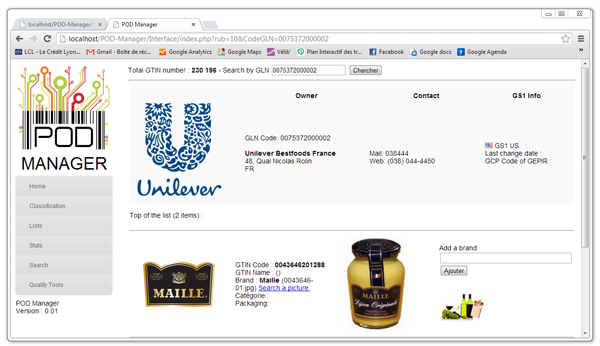 localhost/POD-Manager/
POD Manager
localhost/POD-Manager/Interface/index.php?rub=10&CodeGLN=0075372000002
LCL - Le Crédit Lyon...
Gmail - Boîte de réc...
Google Analytics
Google Maps
Vélib'
Plan Interactif des tr...
Facebook
Google docs
Google Agenda
Total GTIN number : 230 196 - Search by GLN 0075372000002 Chercher
POD
MANAGER
Home
Classification
Lists
Stats
Search
Quality Tools
POD Manager
Version : 0.01
Owner
Contact
GS1 Info
Unilever
GLN Code: 0075372000002
Unilever Bestfoods France
48, Quai Nicolas Rolin
FR
Mail: 038444
Web: (038) 044-4450
GS1 US
Last change date :
GCP Code of GEPIR :
Top of the list (2 items) :
MAILLE
GTIN Code : 0043646201288
GTIN Name : ()
Brand : Maille (0043646-
01.jpg) Search a picture
Catégorie :
Packaging:
MAILLE
Dijon Originale
Add a brand
Ajouter